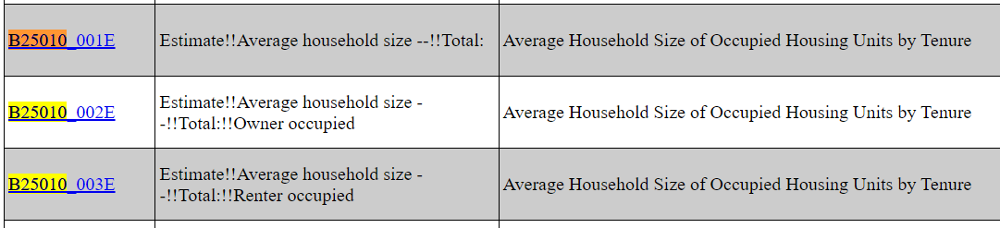 B25010_001E
Estimate!!Average household size --!!Total:
Average Household Size of Occupied Housing Units by Tenure
B25010_002E
Estimate!!Average household size -
-!!Total:!!Owner occupied
Average Household Size of Occupied Housing Units by Tenure
B25010_003E
Estimate!!Average household size -
-!!Total:!!Renter occupied
Average Household Size of Occupied Housing Units by Tenure